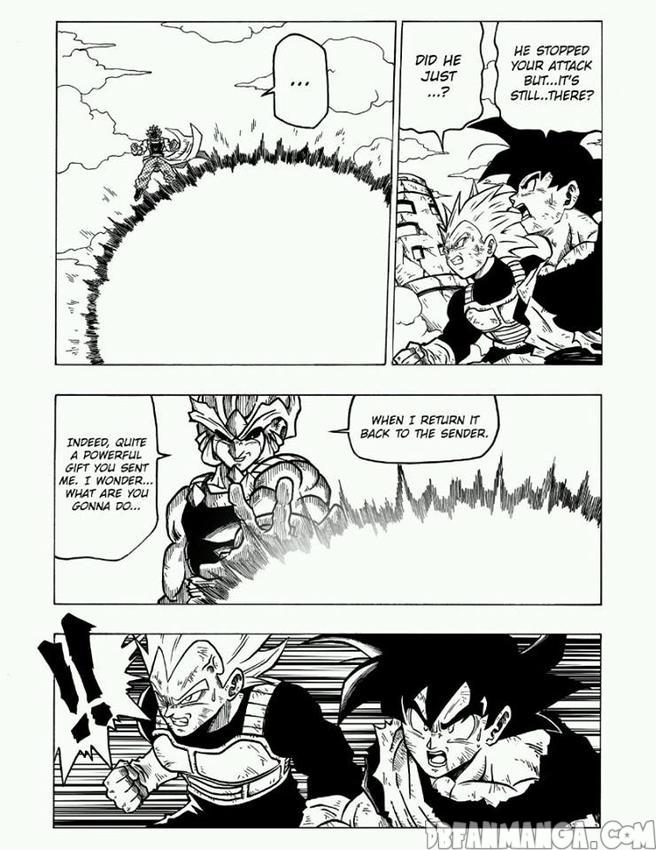 HE STOPPED
YOUR ATTACK
BUT...IT'S
STILL..THERE?
DID HE
JUST
...?
...
WHEN I RETURN IT
BACK TO THE SENDER.
INDEED, QUITE
A POWERFUL
GIFT YOU SENT
ME. I WONDER...
WHAT ARE YOU
GONNA DO...
!!
DBFANMANGA.COM